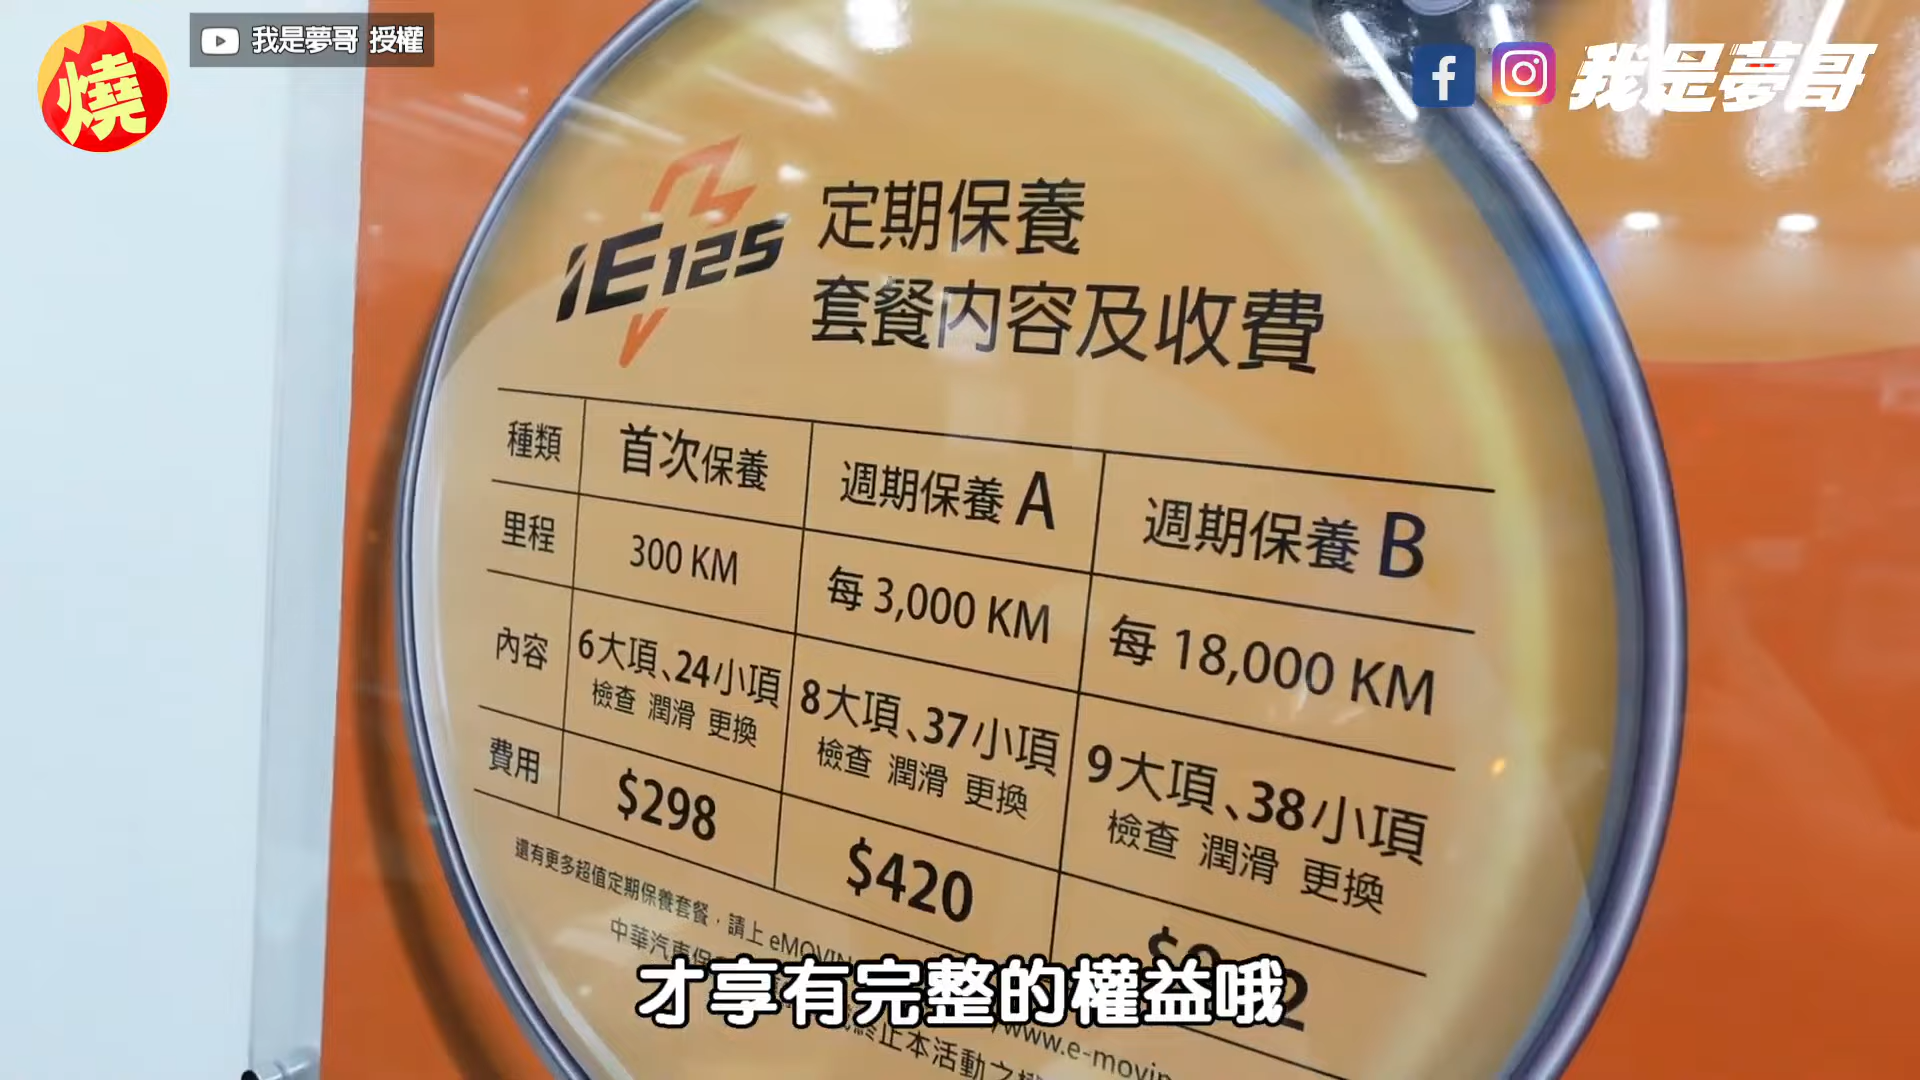 燒
我是夢哥 授權
我是夢哥
IE125
定期保養
套餐內容及收費
種類 首次保養 週期保養 A 週期保養 B
里程 300 KM 每 3,000 KM 每 18,000 KM
內容 6大項、24小項 8大項、37小項 9大項、38小項
檢查 潤滑 更換 檢查 潤滑 更換 檢查 潤滑 更換
費用 $298 $420
還有更多超值定期保養套餐，請上 eMOVIN
中華汽車保
www.e-movin
終止本活動之
才享有完整的權益哦